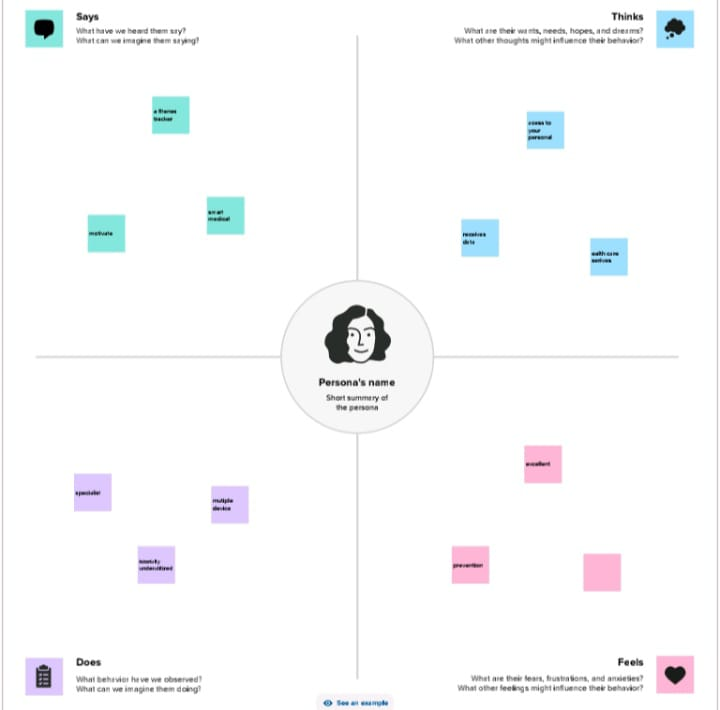 Says
What have we heard them say?
What can we imagine them saying?
Thinks
What are their wants, needs, hopes, and dreams?
What other thoughts might influence their behavior?
a fitness
tracker
smart
medical
motivate
access to
your
personal
receives
data
Persona's name
Short summary of
the persona
specialist
multiple
device
excellent
prevention
Does
What behavior have we observed?
What can we imagine them doing?
Feels
What are their fears, frustrations, and anxieties?
What other feelings might influence their behavior?
See an example